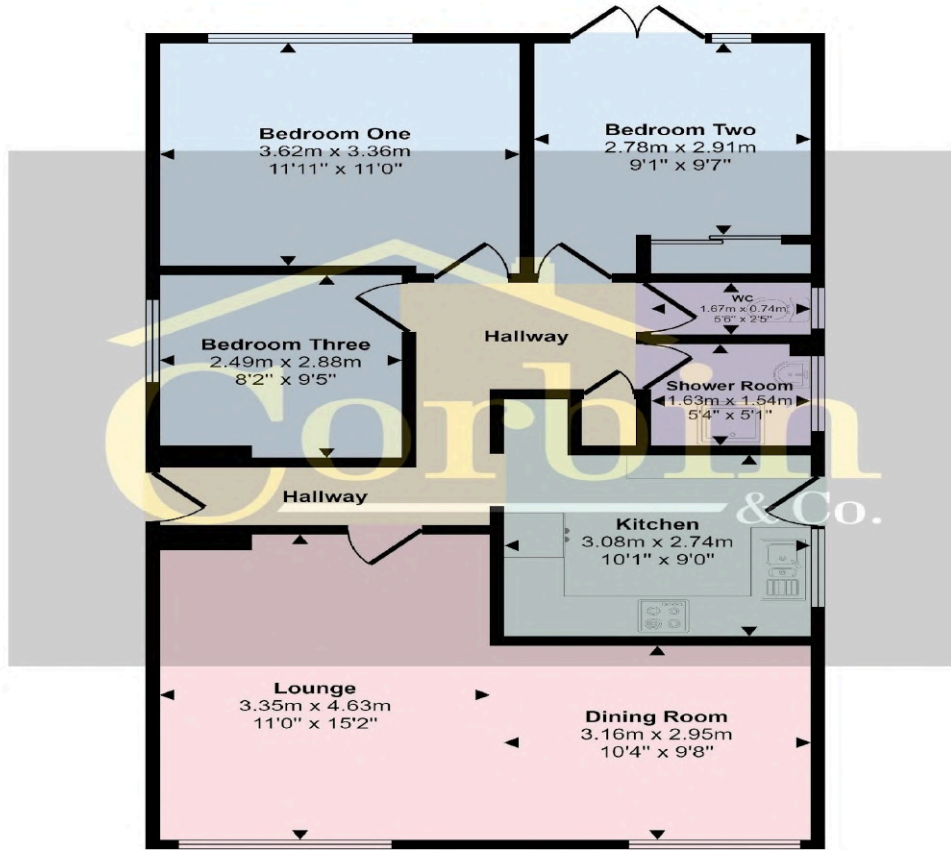 Bedroom One
3.62m x 3.36m
11'11" x 11'0"
Bedroom Two
2.78m x 2.91m
9'1" x 9'7"
WC
1.67m x 0.74m
5'6" x 2'5"
Hallway
Bedroom Three
2.49m x 2.88m
8'2" x 9'5"
Shower Room
1.63m x 1.54m
5'4" x 5'1"
Corbin
& Co.
Hallway
Kitchen
3.08m x 2.74m
10'1" x 9'0"
Lounge
3.35m x 4.63m
11'0" x 15'2"
Dining Room
3.16m x 2.95m
10'4" x 9'8"